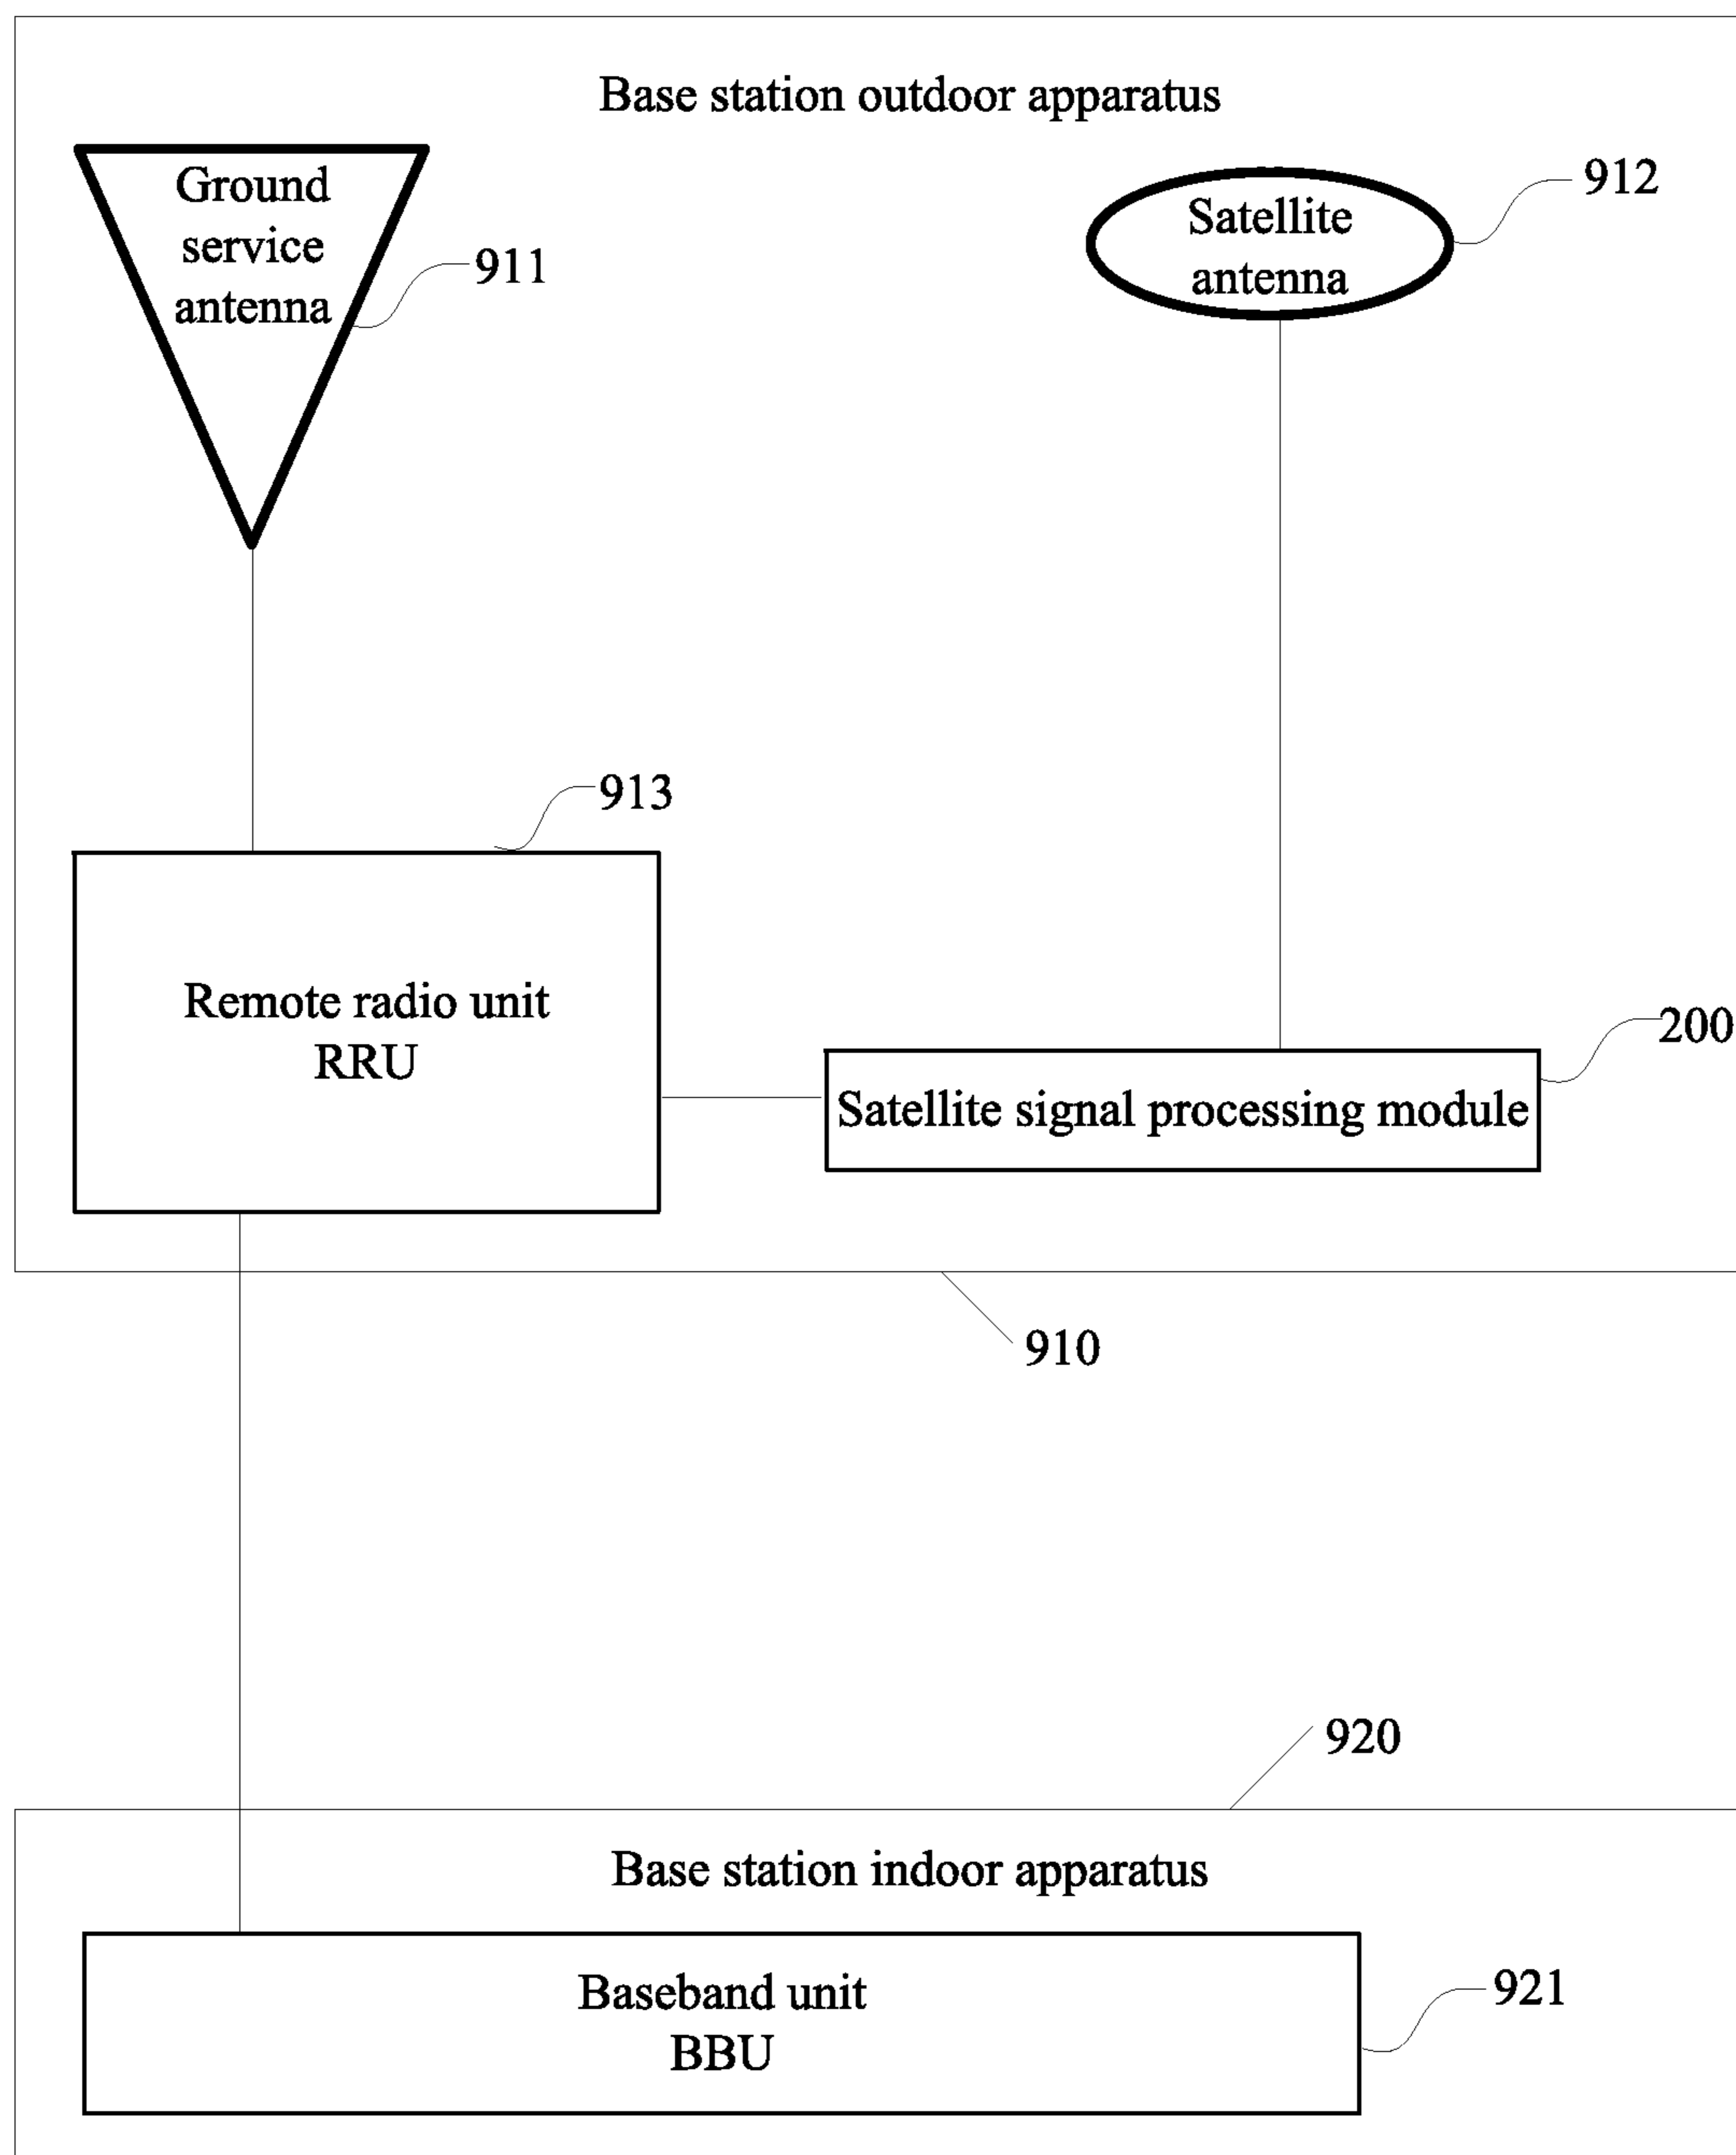 Base station outdoor apparatus
Ground
service
antenna
911
Satellite
antenna
912
913
Remote radio unit
RRU
200
Satellite signal processing module
910
920
Base station indoor apparatus
Baseband unit
BBU
921